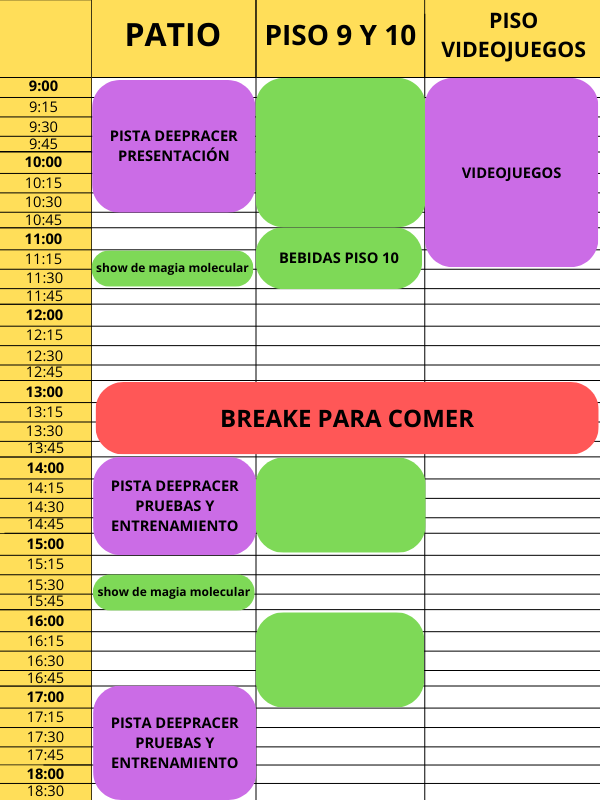 PATIO
PISO 9 Y 10
PISO
VIDEOJUEGOS
9:00
9:15
9:30
9:45
10:00
10:15
10:30
10:45
11:00
11:15
11:30
11:45
12:00
12:15
12:30
12:45
13:00
13:15
13:30
13:45
14:00
14:15
14:30
14:45
15:00
15:15
15:30
15:45
16:00
16:15
16:30
16:45
17:00
17:15
17:30
17:45
18:00
18:30
PISTA DEEPRACER
PRESENTACIÓN
show de magia molecular
BEBIDAS PISO 10
VIDEOJUEGOS
BREAKE PARA COMER
PISTA DEEPRACER
PRUEBAS Y
ENTRENAMIENTO
show de magia molecular
PISTA DEEPRACER
PRUEBAS Y
ENTRENAMIENTO